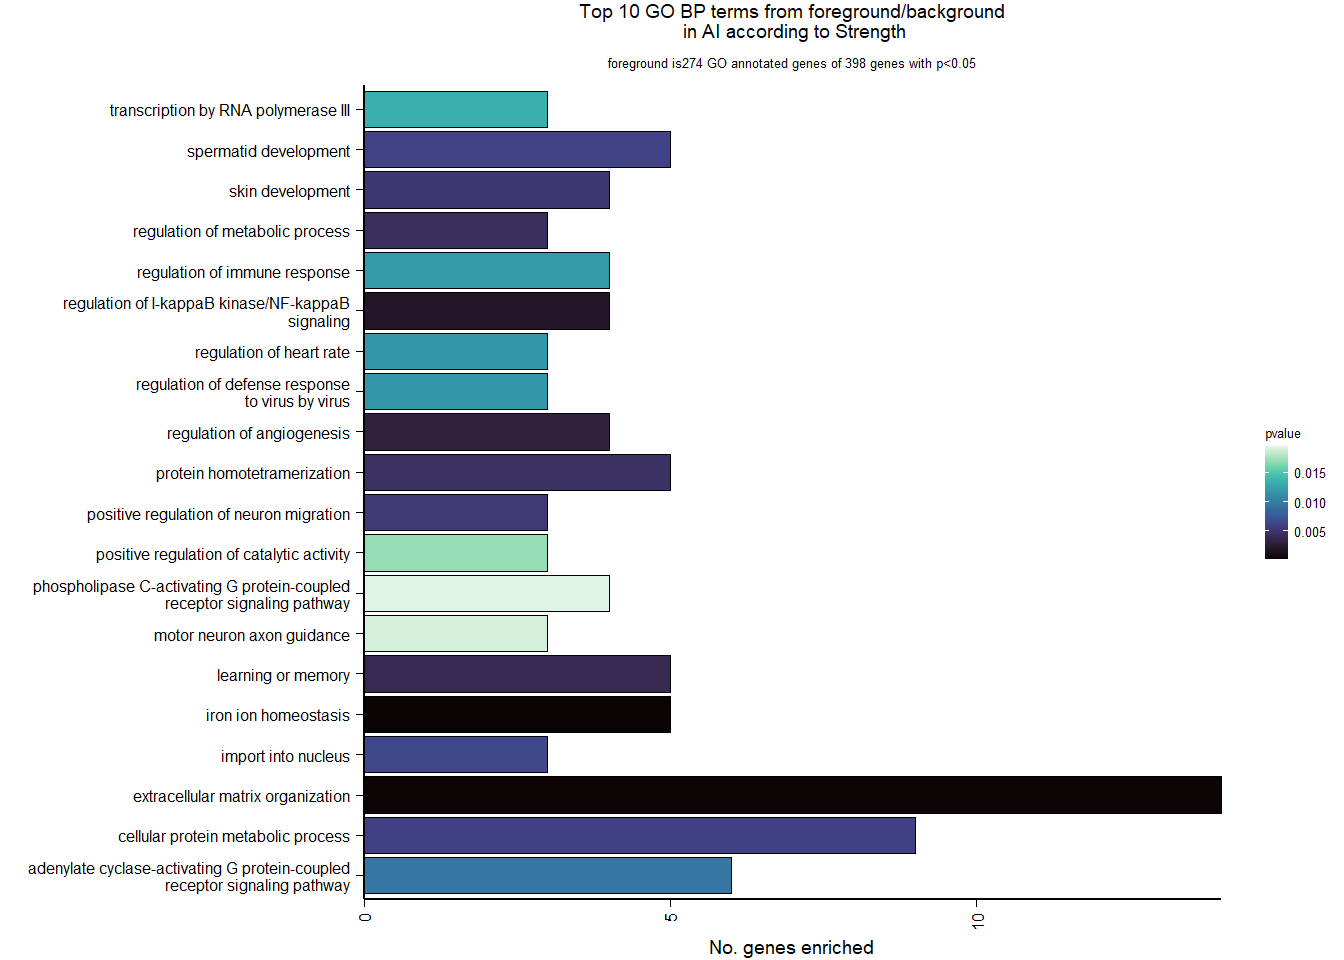 Top 10 GO BP terms from foreground/background
in AI according to Strength
foreground is274 GO annotated genes of 398 genes with p<0.05
transcription by RNA polymerase III
spermatid development
skin development
regulation of metabolic process
regulation of immune response
regulation of I-kappaB kinase/NF-kappaB
signaling
regulation of heart rate
regulation of defense response
to virus by virus
regulation of angiogenesis
protein homotetramerization
positive regulation of neuron migration
positive regulation of catalytic activity
phospholipase C-activating G protein-coupled
receptor signaling pathway
motor neuron axon guidance
learning or memory
iron ion homeostasis
import into nucleus
extracellular matrix organization
cellular protein metabolic process
adenylate cyclase-activating G protein-coupled
receptor signaling pathway
0
5
10
No. genes enriched
pvalue
0.015
0.010
0.005